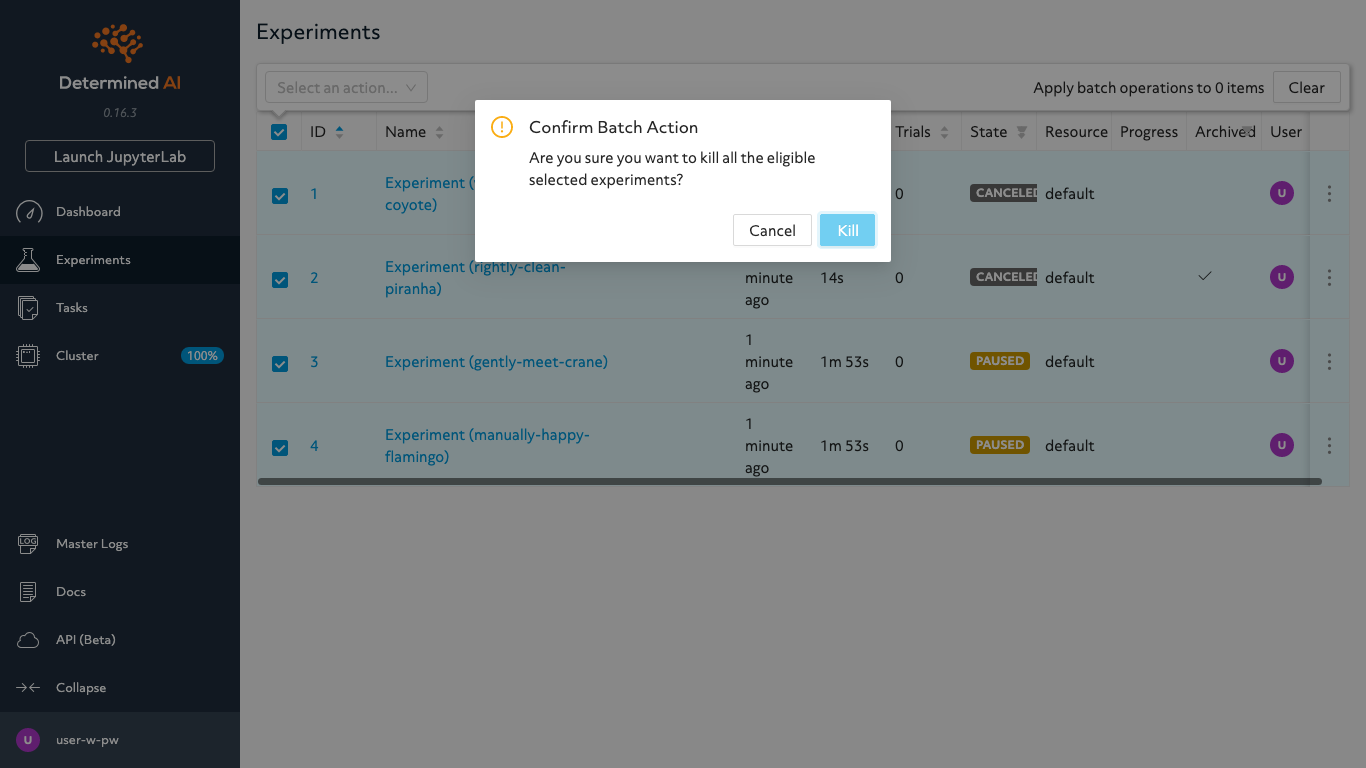 Determined AI
0.16.3
Launch JupyterLab
Dashboard
Experiments
Tasks
Cluster 100%
Master Logs
Docs
API (Beta)
Collapse
U user-w-pw
Experiments
Select an action... Apply batch operations to 0 items Clear
ID Name Trials State Resource Progress Archived User
Confirm Batch Action
Are you sure you want to kill all the eligible
selected experiments?
Cancel Kill
1 Experiment ( 0 CANCELED default U
coyote)
2 Experiment (rightly-clean-
piranha) minute 14s 0 CANCELED default U
ago
1
3 Experiment (gently-meet-crane) minute 1m 53s 0 PAUSED default U
ago
1
4 Experiment (manually-happy-
flamingo) minute 1m 53s 0 PAUSED default U
ago